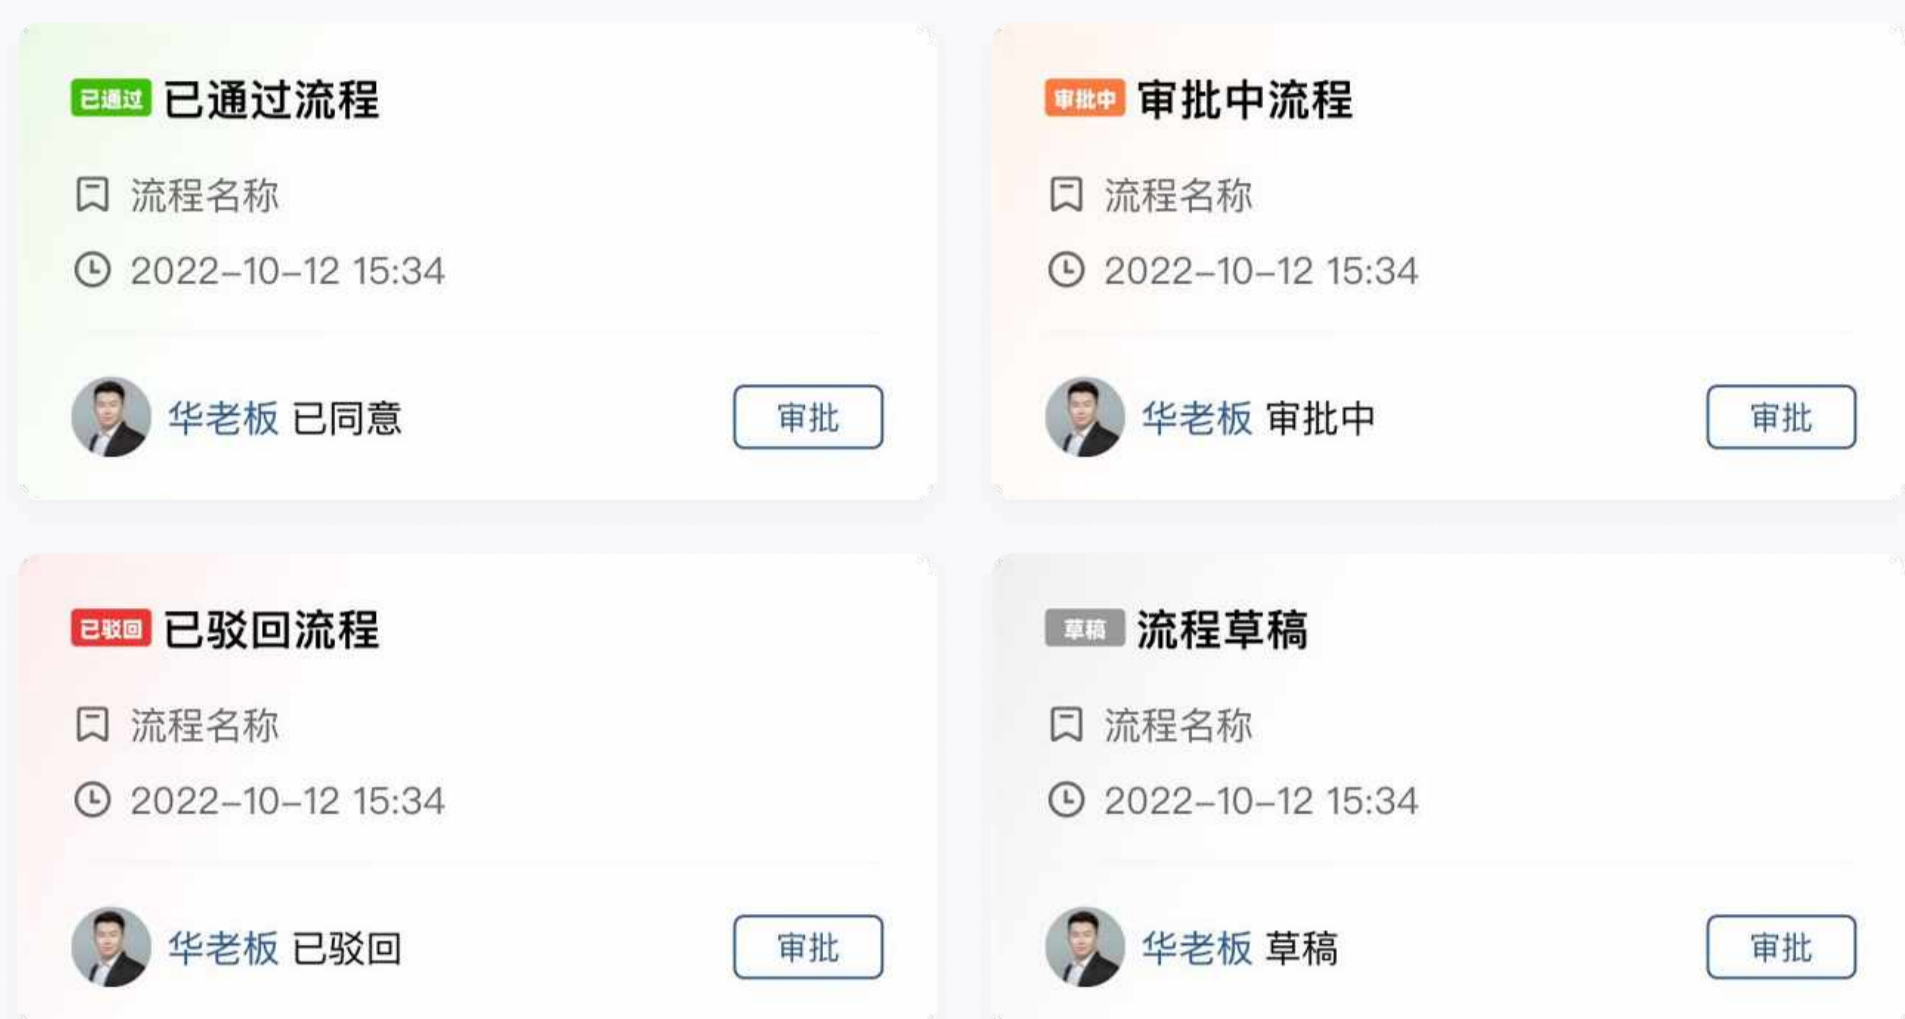 已通过 已通过流程
流程名称
2022-10-12 15:34
华老板 已同意 审批
审批中 审批中流程
流程名称
2022-10-12 15:34
华老板 审批中 审批
已驳回 已驳回流程
流程名称
2022-10-12 15:34
华老板 已驳回 审批
草稿 流程草稿
流程名称
2022-10-12 15:34
华老板 草稿 审批